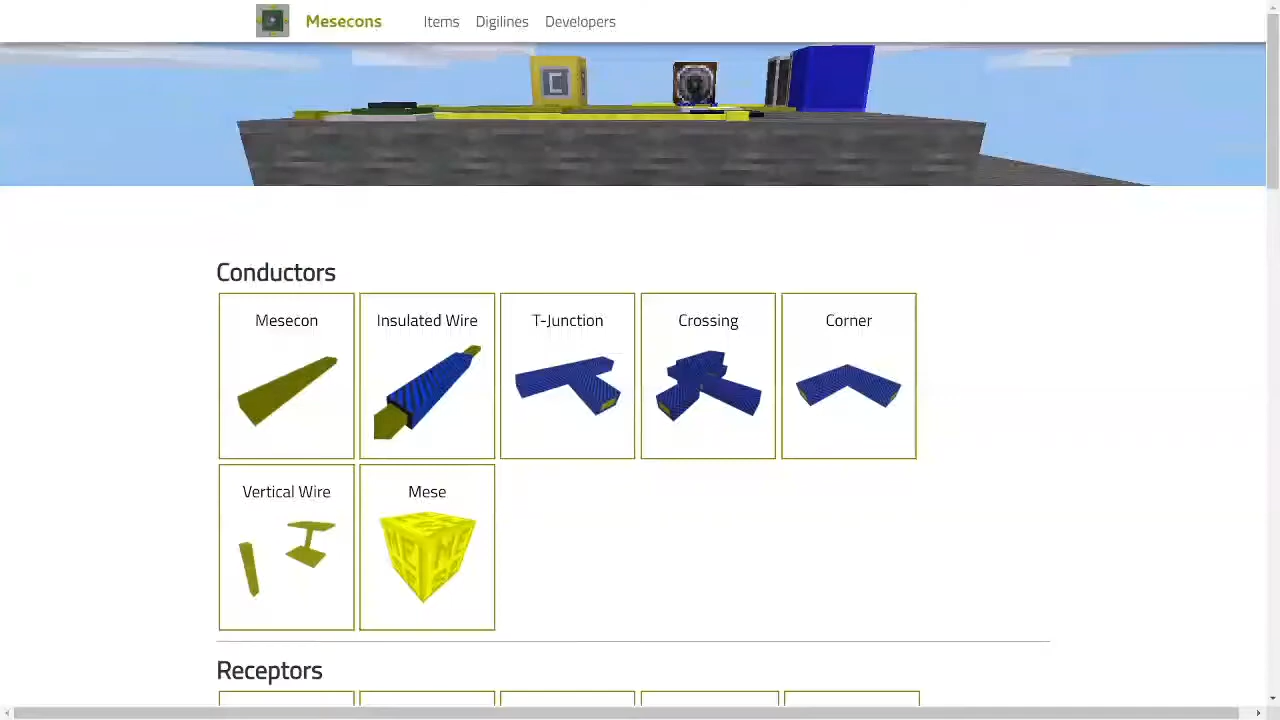 Mesecons Items Digilines Developers
C
Conductors
Mesecon Insulated Wire T-Junction Crossing Corner
Vertical Wire Mese
Receptors